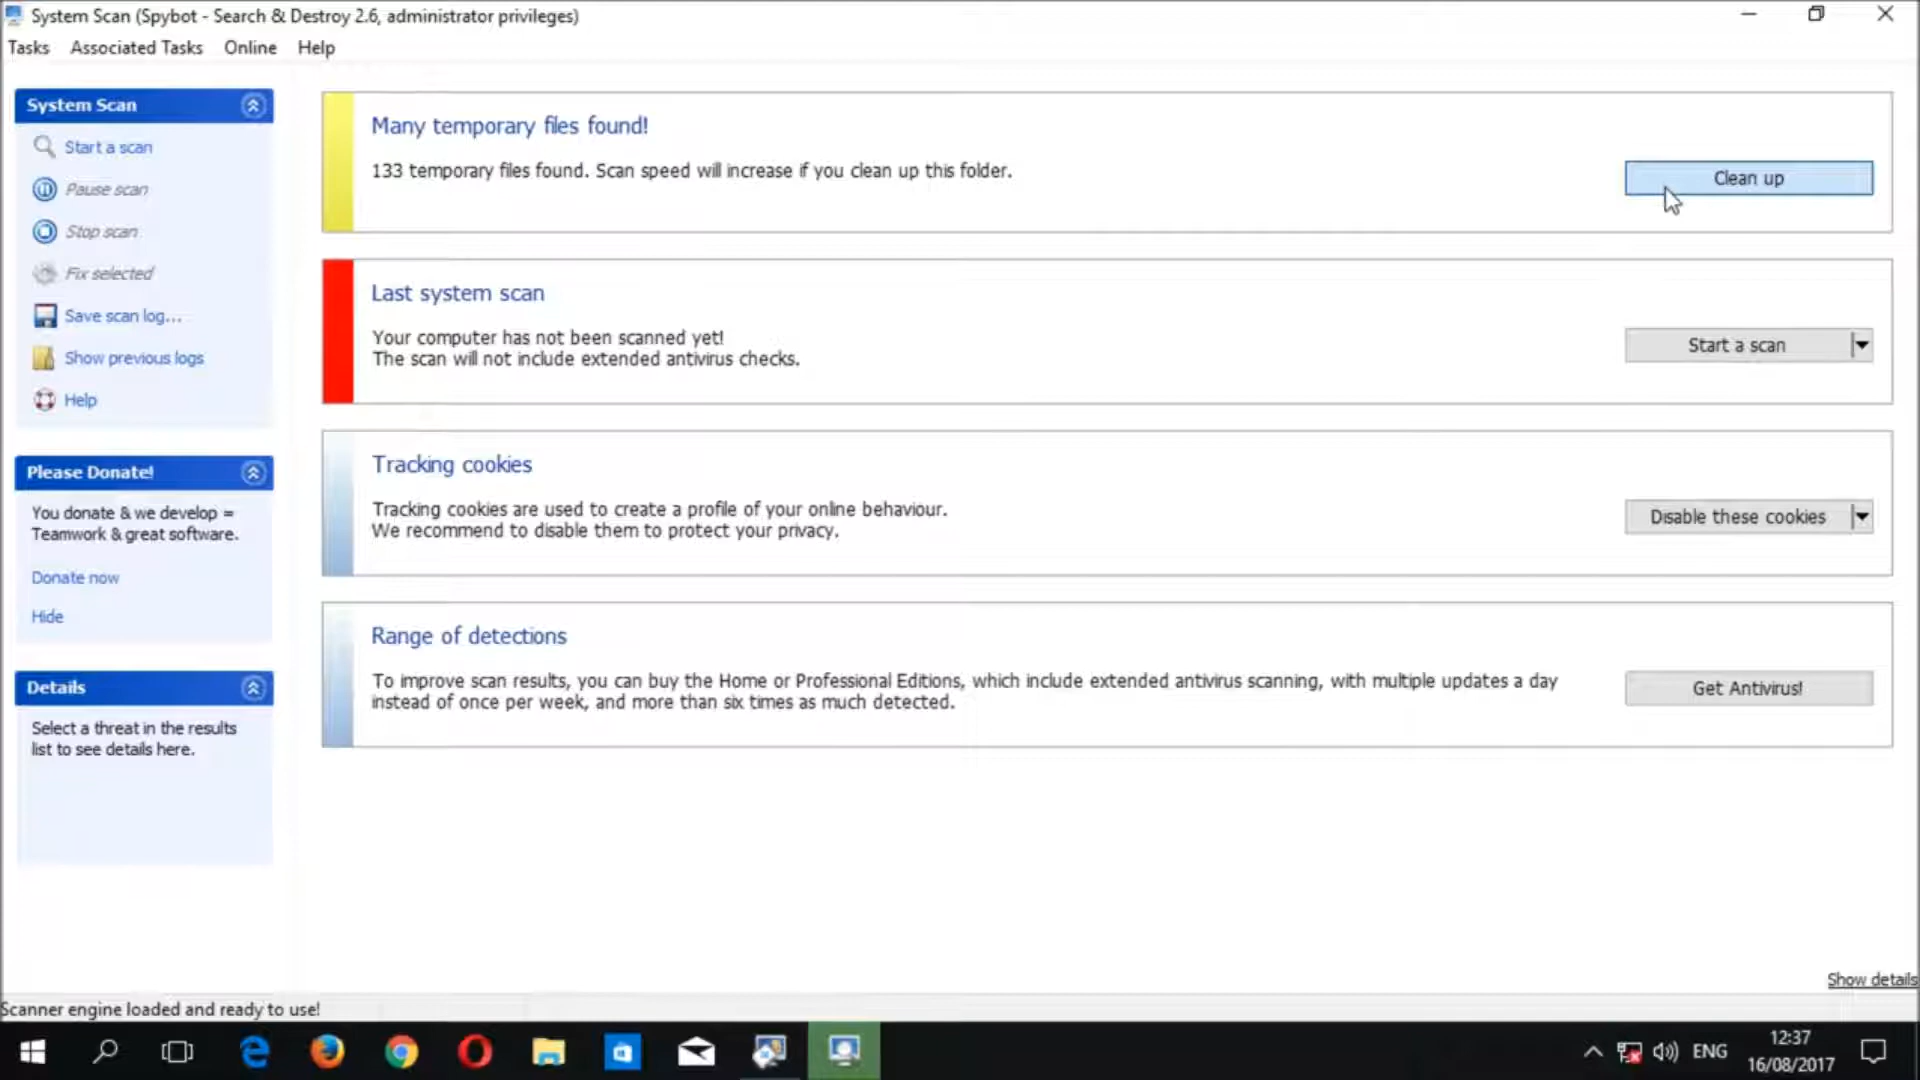 System Scan (Spybot - Search & Destroy 2.6, administrator privileges)
Tasks Associated Tasks Online Help
System Scan
Start a scan
Pause scan
Stop scan
Fix selected
Save scan log...
Show previous logs
Help
Please Donate!
You donate & we develop =
Teamwork & great software.
Donate now
Hide
Details
Select a threat in the results
list to see details here.
Many temporary files found!
133 temporary files found. Scan speed will increase if you clean up this folder.
Clean up
Last system scan
Your computer has not been scanned yet!
The scan will not include extended antivirus checks.
Start a scan
Tracking cookies
Tracking cookies are used to create a profile of your online behaviour.
We recommend to disable them to protect your privacy.
Disable these cookies
Range of detections
To improve scan results, you can buy the Home or Professional Editions, which include extended antivirus scanning, with multiple updates a day
instead of once per week, and more than six times as much detected.
Get Antivirus!
Show details
Scanner engine loaded and ready to use!
ENG
12:37
16/08/2017